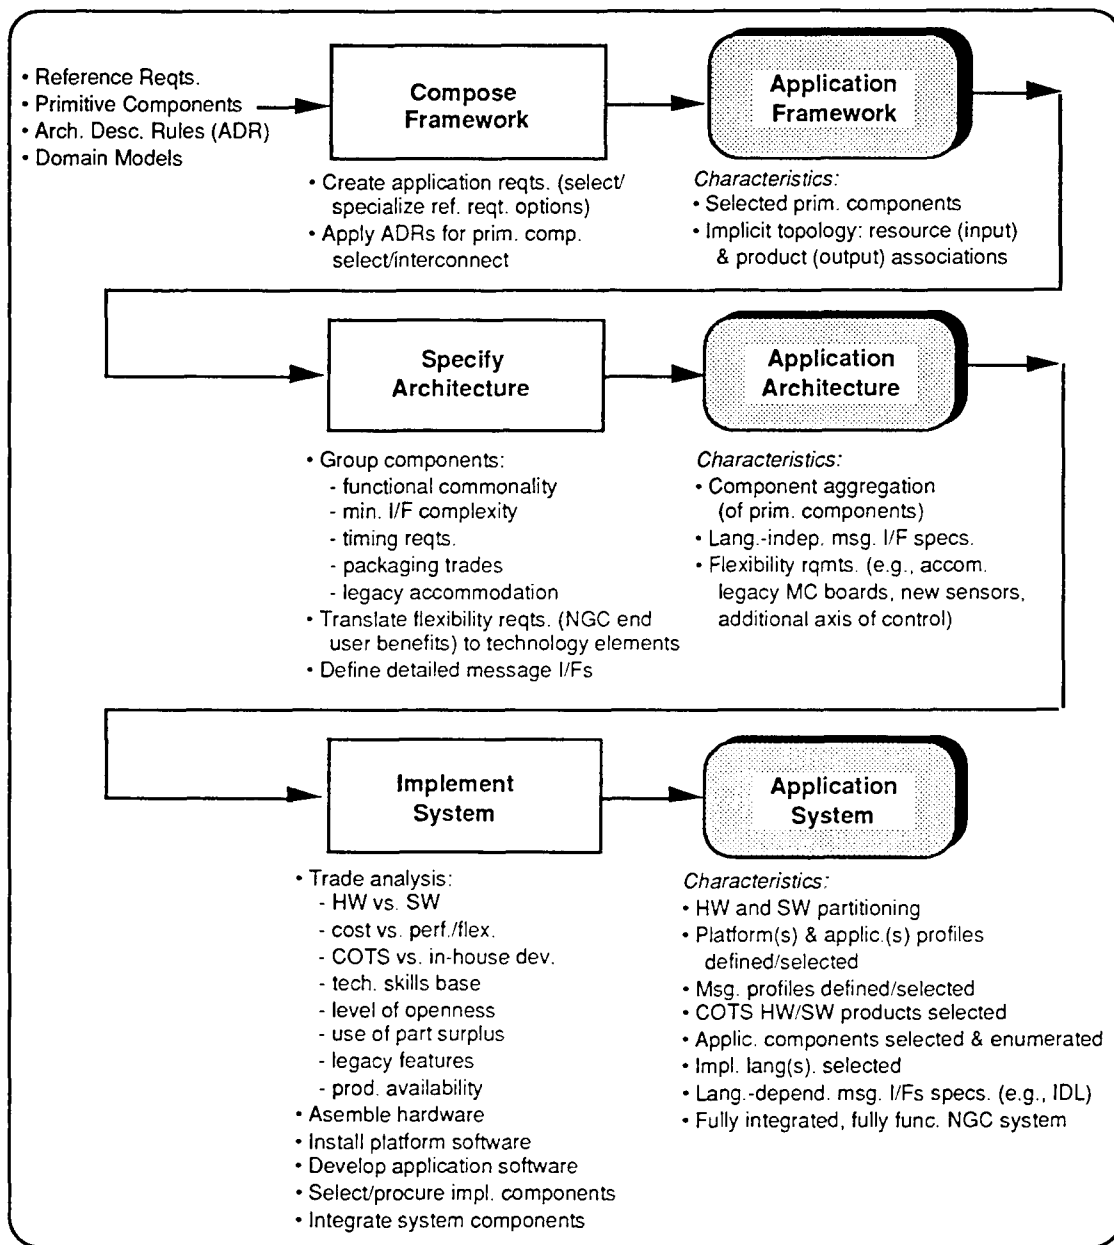 • Reference Reqts.
• Primitive Components
• Arch. Desc. Rules (ADR)
• Domain Models
Compose
Framework
• Create application reqts. (select/
specialize ref. reqt. options)
• Apply ADRs for prim. comp.
select/interconnect
Application
Framework
Characteristics:
• Selected prim. components
• Implicit topology: resource (input)
& product (output) associations
Specify
Architecture
• Group components:
- functional commonality
- min. I/F complexity
- timing reqts.
- packaging trades
- legacy accommodation
• Translate flexibility reqts. (NGC end
user benefits) to technology elements
• Define detailed message I/Fs
Application
Architecture
Characteristics:
• Component aggregation
(of prim. components)
• Lang.-indep. msg. I/F specs.
• Flexibility rqmts. (e.g., accom.
legacy MC boards, new sensors,
additional axis of control)
Implement
System
• Trade analysis:
- HW vs. SW
- cost vs. perf./flex.
- COTS vs. in-house dev.
- tech. skills base
- level of openness
- use of part surplus
- legacy features
- prod. availability
• Asemble hardware
• Install platform software
• Develop application software
• Select/procure impl. components
• Integrate system components
Application
System
Characteristics:
• HW and SW partitioning
• Platform(s) & applic.(s) profiles
defined/selected
• Msg. profiles defined/selected
• COTS HW/SW products selected
• Applic. components selected & enumerated
• Impl. lang(s). selected
• Lang.-depend. msg. I/Fs specs. (e.g., IDL)
• Fully integrated, fully func. NGC system